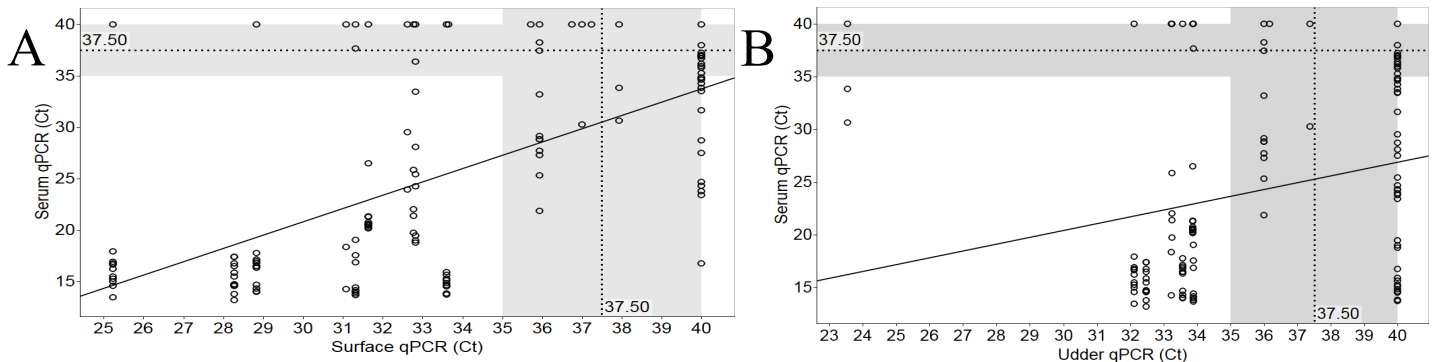 A
Serum qPCR (Ct)
40
35
30
25
20
15
37.50
37.50
25 26 27 28 29 30 31 32 33 34 35 36 37 38 39 40
Surface qPCR (Ct)
B
Serum qPCR (Ct)
40
35
30
25
20
15
37.50
37.50
23 24 25 26 27 28 29 30 31 32 33 34 35 36 37 38 39 40
Udder qPCR (Ct)